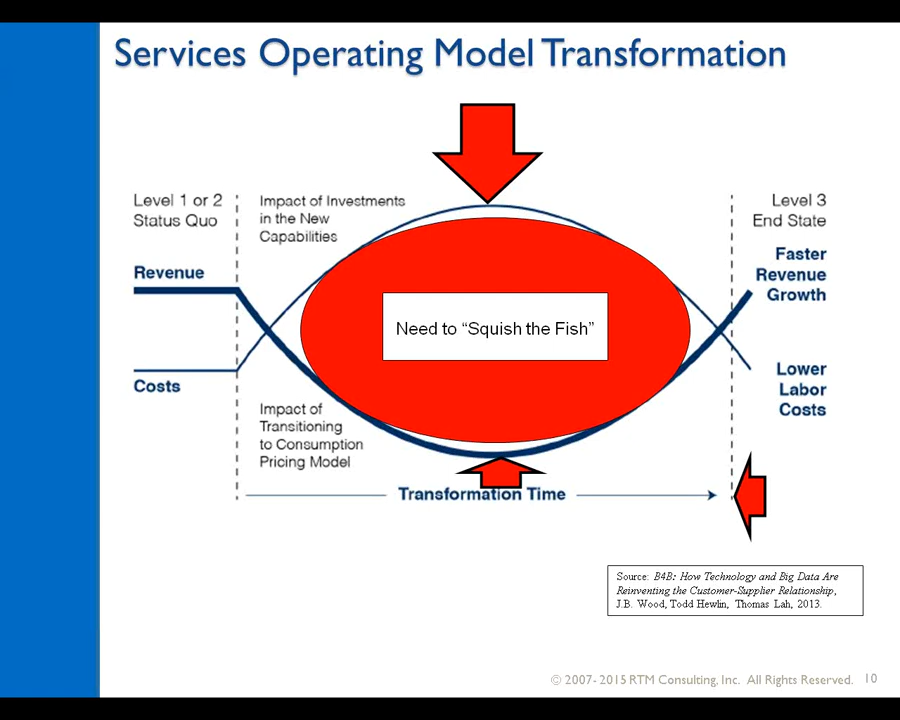 Services Operating Model Transformation
Level 1 or 2
Status Quo
Impact of Investments
in the New
Capabilities
Level 3
End State
Revenue
Faster
Revenue
Growth
Need to “Squish the Fish”
Costs
Lower
Labor
Costs
Impact of
Transitioning
to Consumption
Pricing Model
Transformation Time
Source: B4B: How Technology and Big Data Are
Reinventing the Customer-Supplier Relationship,
J.B. Wood, Todd Hewlin, Thomas Lah, 2013.
© 2007- 2015 RTM Consulting, Inc. All Rights Reserved. 10